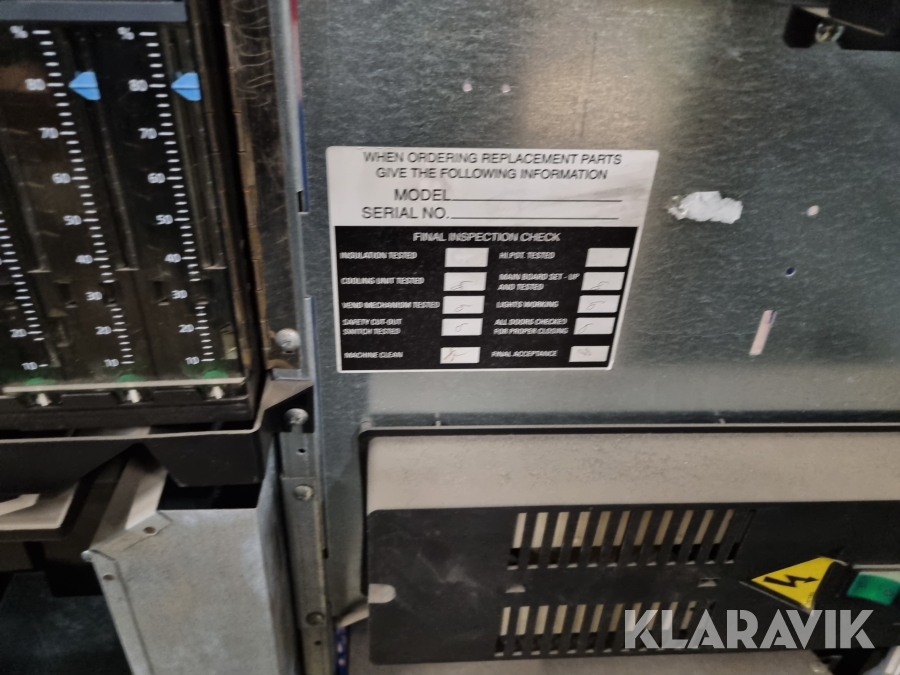 % %
80 80
70 70
60 60
50 50
40 40
30 30
20 20
10 10
WHEN ORDERING REPLACEMENT PARTS
GIVE THE FOLLOWING INFORMATION
MODEL
SERIAL NO.
FINAL INSPECTION CHECK
INSULATION TESTED HI POT TESTED
COOLING UNIT TESTED MAIN BOARD SET - UP
AND TESTED
VEND MECHANISM TESTED LIGHTS WORKING
SAFETY CUT-OUT ALL DOORS CHECKED
SWITCH TESTED FOR PROPER CLOSING
MACHINE CLEAN FINAL ACCEPTANCE
KLARAVIK